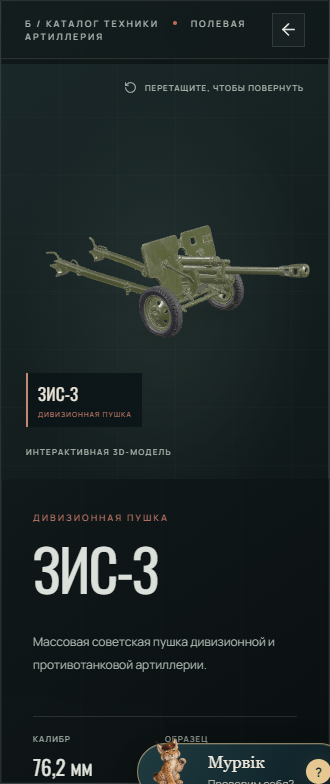 Б / КАТАЛОГ ТЕХНИКИ • ПОЛЕВАЯ
АРТИЛЛЕРИЯ
ПЕРЕТАЩИТЕ, ЧТОБЫ ПОВЕРНУТЬ
ЗИС-3
ДИВИЗИОННАЯ ПУШКА
ИНТЕРАКТИВНАЯ 3D-МОДЕЛЬ
ДИВИЗИОННАЯ ПУШКА
ЗИС-3
Массовая советская пушка дивизионной и
противотанковой артиллерии.
КАЛИБР ОБРАЗЕЦ
76,2 мм
Мурвік
?